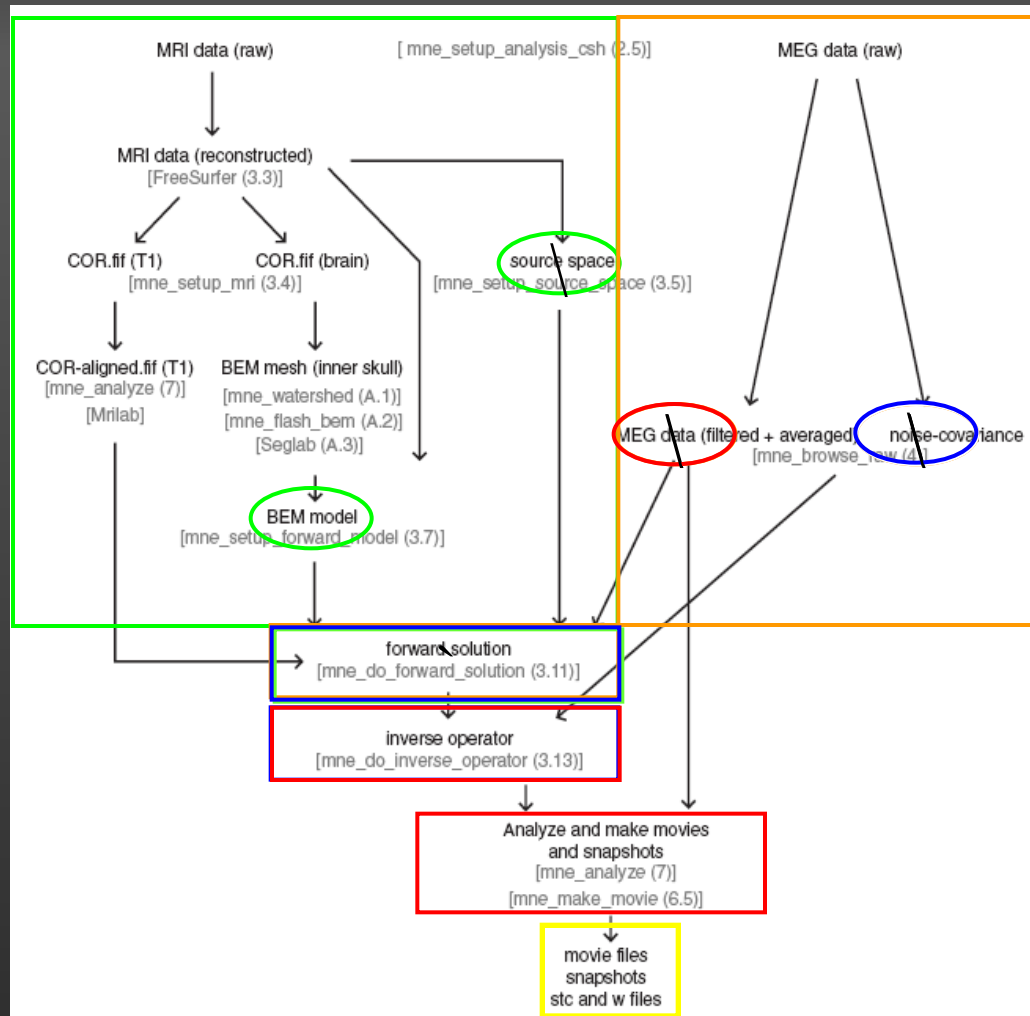 MRI data (raw)
[ mne_setup_analysis_csh (2.5)]
MEG data (raw)
MRI data (reconstructed)
[FreeSurfer (3.3)]
COR.fif (T1)
COR.fif (brain)
[mne_setup_mri (3.4)]
source space
[mne_setup_source_space (3.5)]
COR-aligned.fif (T1)
[mne_analyze (7)]
[Mrilab]
BEM mesh (inner skull)
[mne_watershed (A.1)]
[mne_flash_bem (A.2)]
[Seglab (A.3)]
MEG data (filtered + averaged)
noise-covariance
[mne_browse_raw (4)]
BEM model
[mne_setup_forward_model (3.7)]
forward solution
[mne_do_forward_solution (3.11)]
inverse operator
[mne_do_inverse_operator (3.13)]
Analyze and make movies
and snapshots
[mne_analyze (7)]
[mne_make_movie (6.5)]
movie files
snapshots
stc and w files